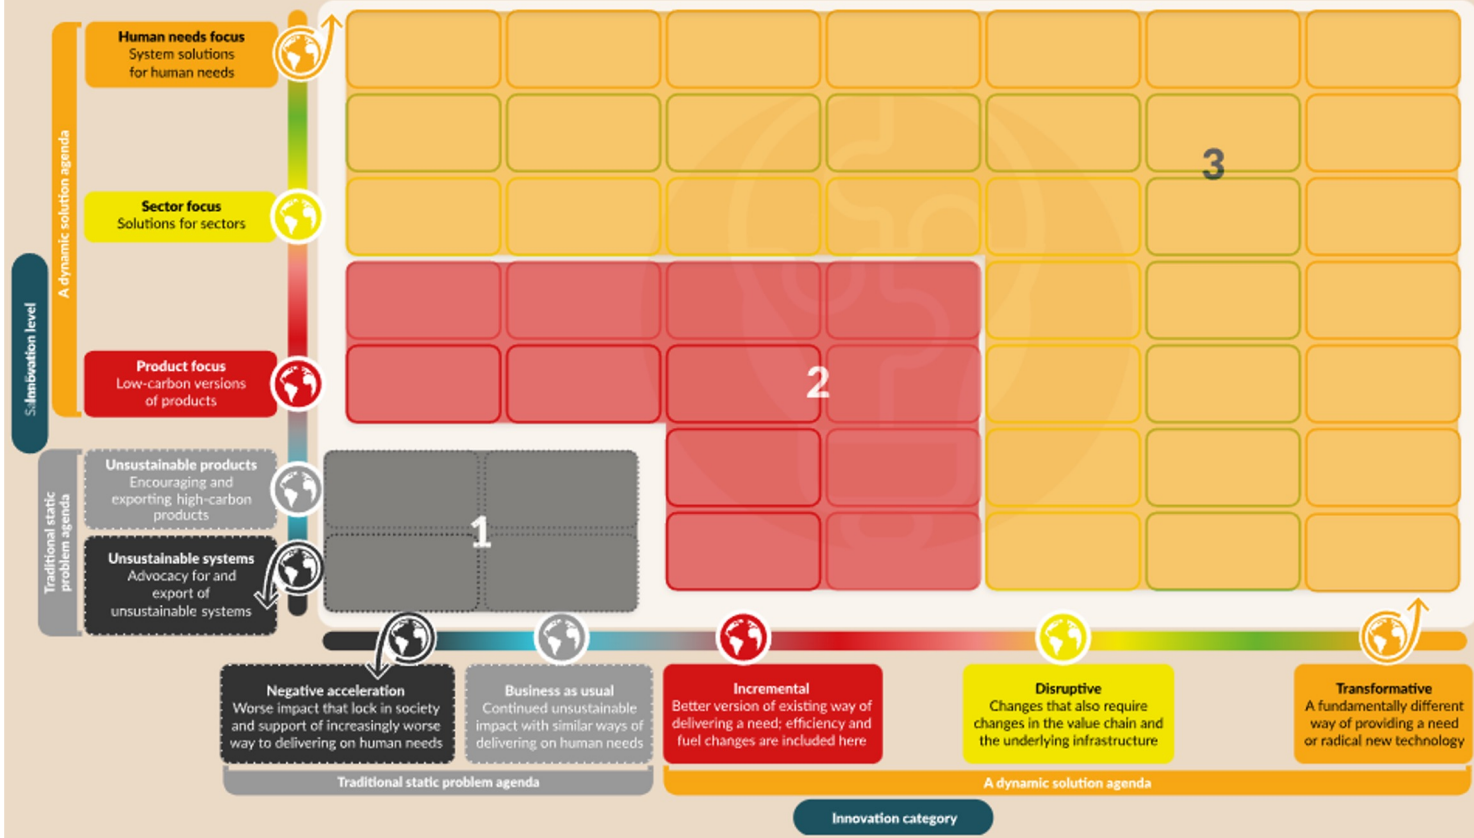 Human needs focus
System solutions
for human needs
3
Sector focus
Solutions for sectors
A dynamic solution agenda
level
Product focus
Low-carbon versions
of products
2
Unsustainable products
Encouraging and
exporting high-carbon
products
1
Traditional static
problem agenda
Unsustainable systems
Advocacy for and
export of
unsustainable systems
Negative acceleration
Worse impact that lock in society
and support of increasingly worse
way to delivering on human needs
Business as usual
Continued unsustainable
impact with similar ways of
delivering on human needs
Incremental
Better version of existing way of
delivering a need; efficiency and
fuel changes are included here
Disruptive
Changes that also require
changes in the value chain and
the underlying infrastructure
Transformative
A fundamentally different
way of providing a need
or radical new technology
Traditional static problem agenda
A dynamic solution agenda
Innovation category